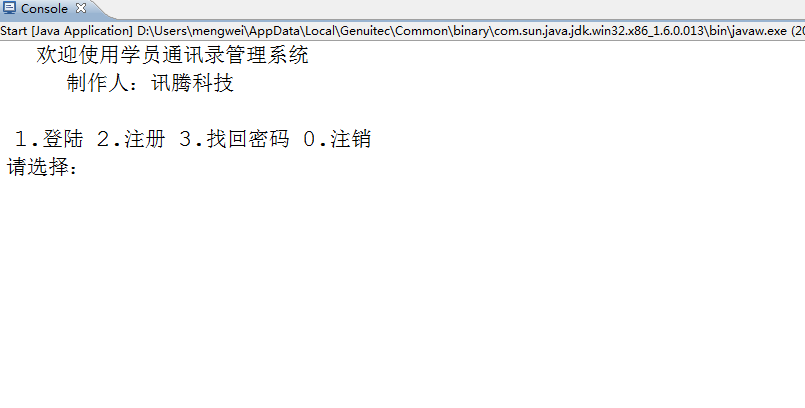 Console
Start [Java Application] D:\Users\mengwei\AppData\Local\Genuitec\Common\binary\com.sun.java.jdk.win32.x86_1.6.0.013\bin\javaw.exe (20
欢迎使用学员通讯录管理系统
制作人：讯腾科技
1.登陆 2.注册 3.找回密码 0.注销
请选择：